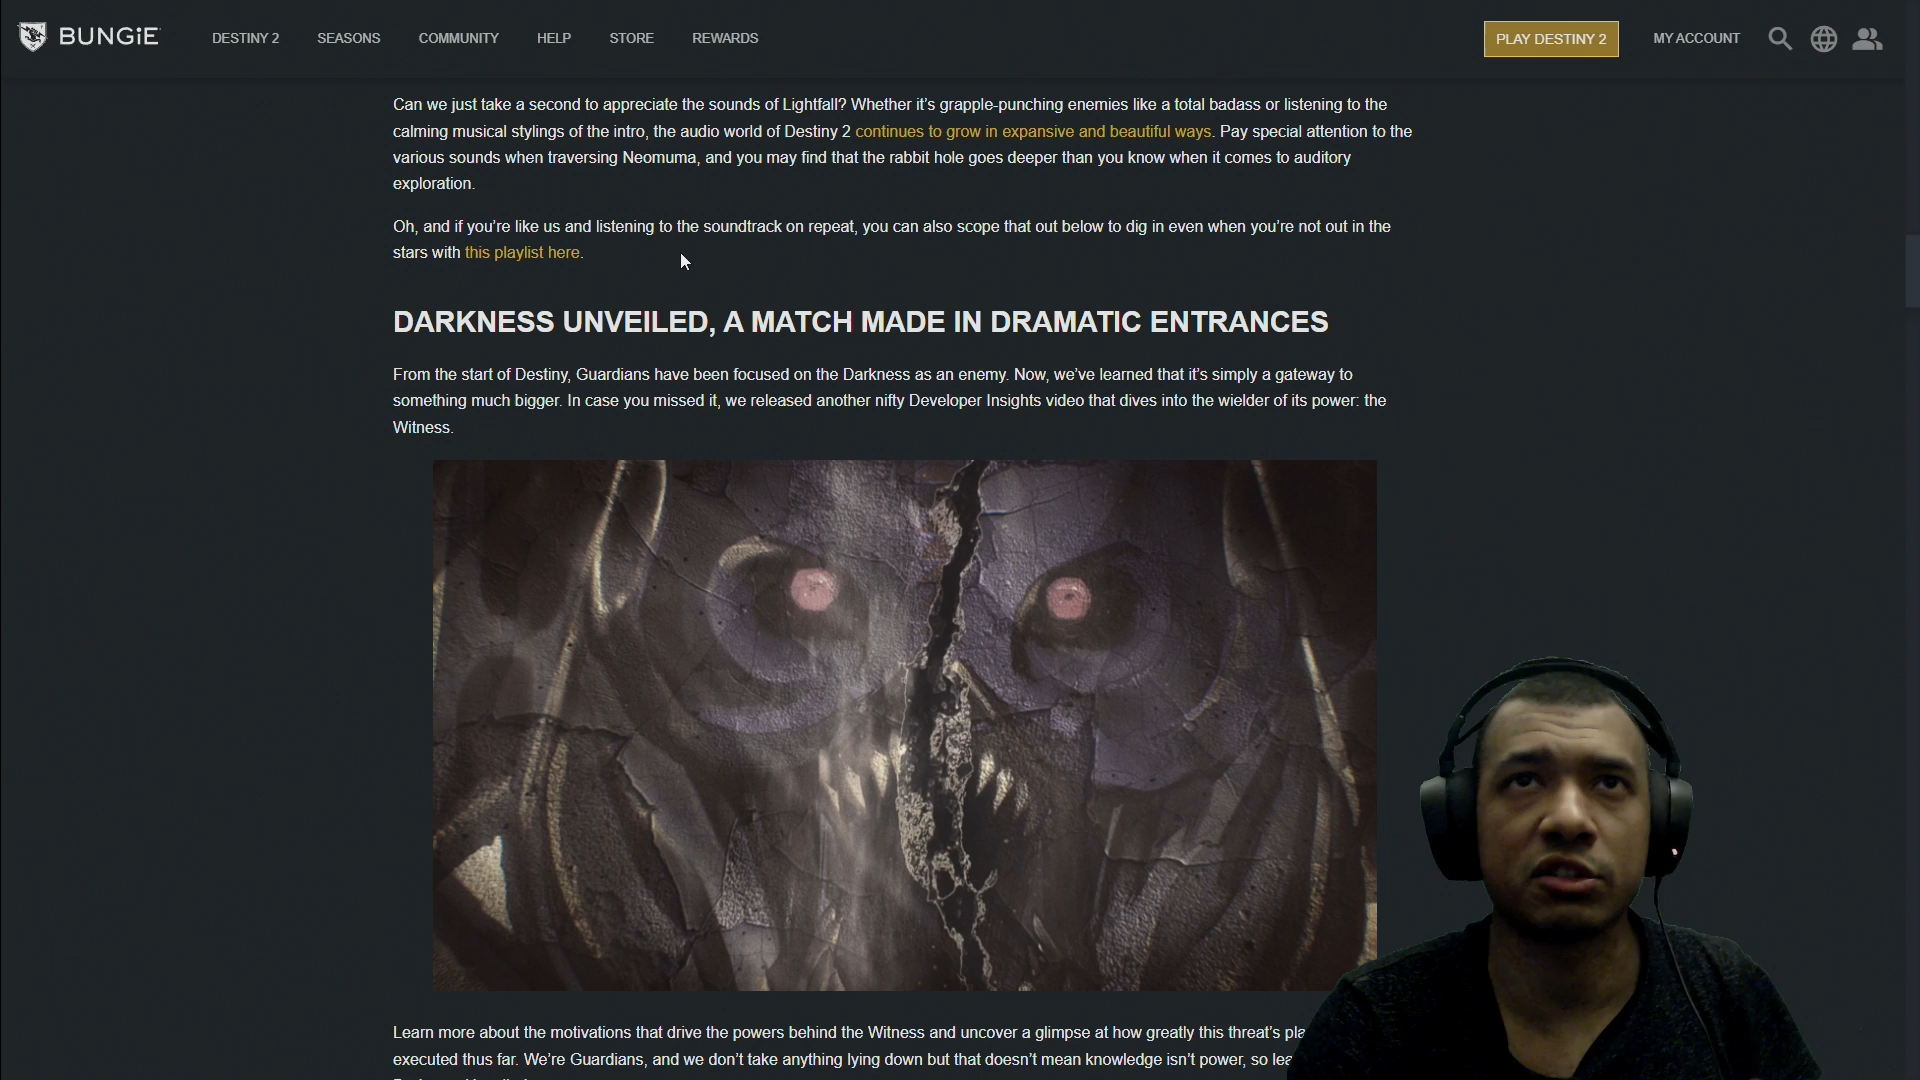 BUNGiE
DESTINY 2 SEASONS COMMUNITY HELP STORE REWARDS
PLAY DESTINY 2 MY ACCOUNT
Can we just take a second to appreciate the sounds of Lightfall? Whether it’s grapple-punching enemies like a total badass or listening to the
calming musical stylings of the intro, the audio world of Destiny 2 continues to grow in expansive and beautiful ways. Pay special attention to the
various sounds when traversing Neomuna, and you may find that the rabbit hole goes deeper than you know when it comes to auditory
exploration.
Oh, and if you’re like us and listening to the soundtrack on repeat, you can also scope that out below to dig in even when you’re not out in the
stars with this playlist here.
DARKNESS UNVEILED, A MATCH MADE IN DRAMATIC ENTRANCES
From the start of Destiny, Guardians have been focused on the Darkness as an enemy. Now, we’ve learned that it’s simply a gateway to
something much bigger. In case you missed it, we released another nifty Developer Insights video that dives into the wielder of its power: the
Witness.
Learn more about the motivations that drive the powers behind the Witness and uncover a glimpse at how greatly this threat’s
executed thus far. We’re Guardians, and we don’t take anything lying down but that doesn’t mean knowledge isn’t power, so